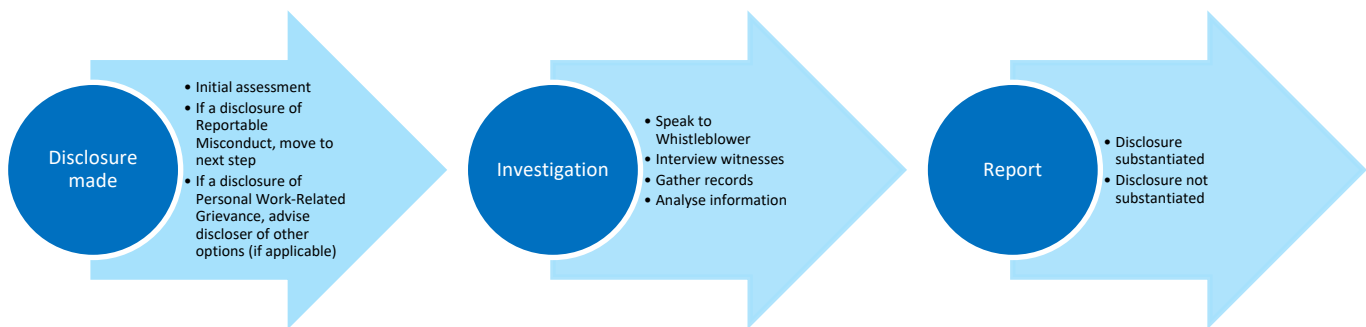 Disclosure
made
• Initial assessment
• If a disclosure of
Reportable
Misconduct, move to
next step
• If a disclosure of
Personal Work-Related
Grievance, advise
discloser of other
options (if applicable)
Investigation
• Speak to
Whistleblower
• Interview witnesses
• Gather records
• Analyse information
Report
• Disclosure
substantiated
• Disclosure not
substantiated